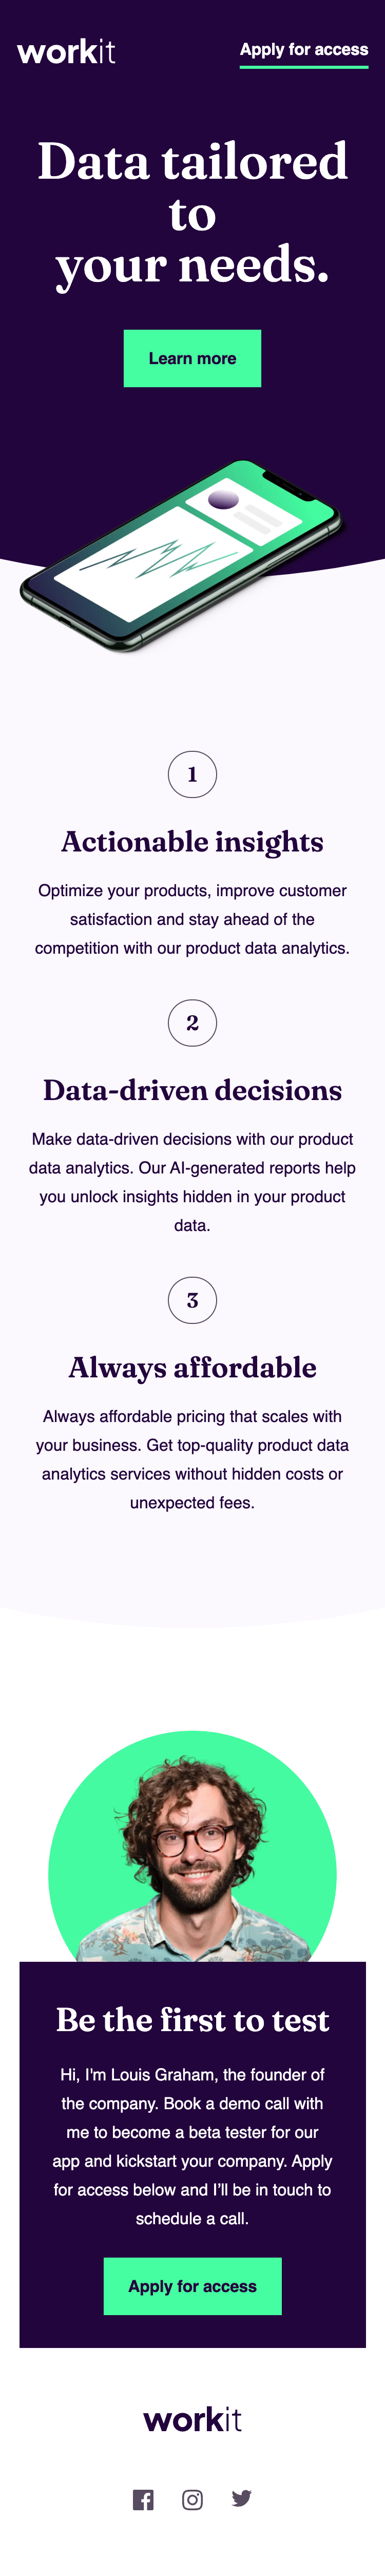 workit
Apply for access
Data tailored
to
your needs.
Learn more
1
Actionable insights
Optimize your products, improve customer
satisfaction and stay ahead of the
competition with our product data analytics.
2
Data-driven decisions
Make data-driven decisions with our product
data analytics. Our AI-generated reports help
you unlock insights hidden in your product
data.
3
Always affordable
Always affordable pricing that scales with
your business. Get top-quality product data
analytics services without hidden costs or
unexpected fees.
Be the first to test
Hi, I'm Louis Graham, the founder of
the company. Book a demo call with
me to become a beta tester for our
app and kickstart your company. Apply
for access below and I’ll be in touch to
schedule a call.
Apply for access
workit